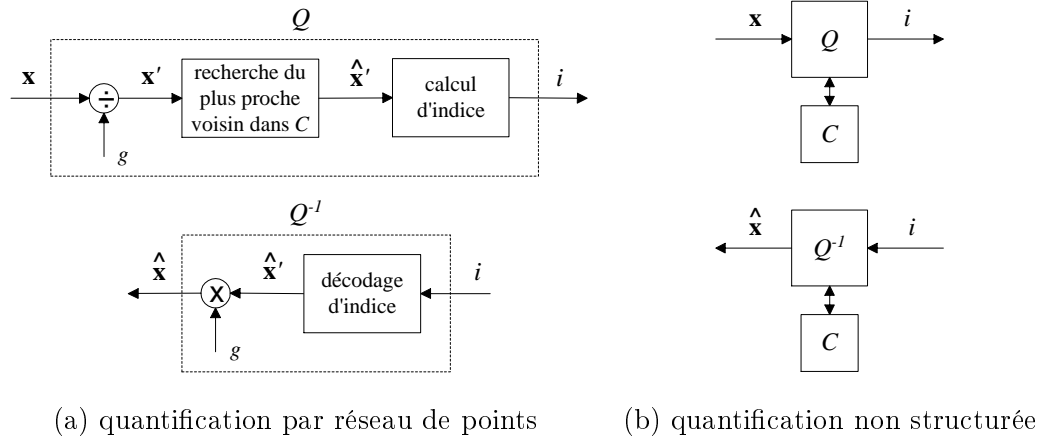 Q
x
÷
x′
recherche du
plus proche
voisin dans C
x̂′
calcul
d'indice
i
g
Q⁻¹
x̂
x
x̂′
décodage
d'indice
i
g
(a) quantification par réseau de points
x
Q
i
C
x̂
Q⁻¹
i
C
(b) quantification non structurée